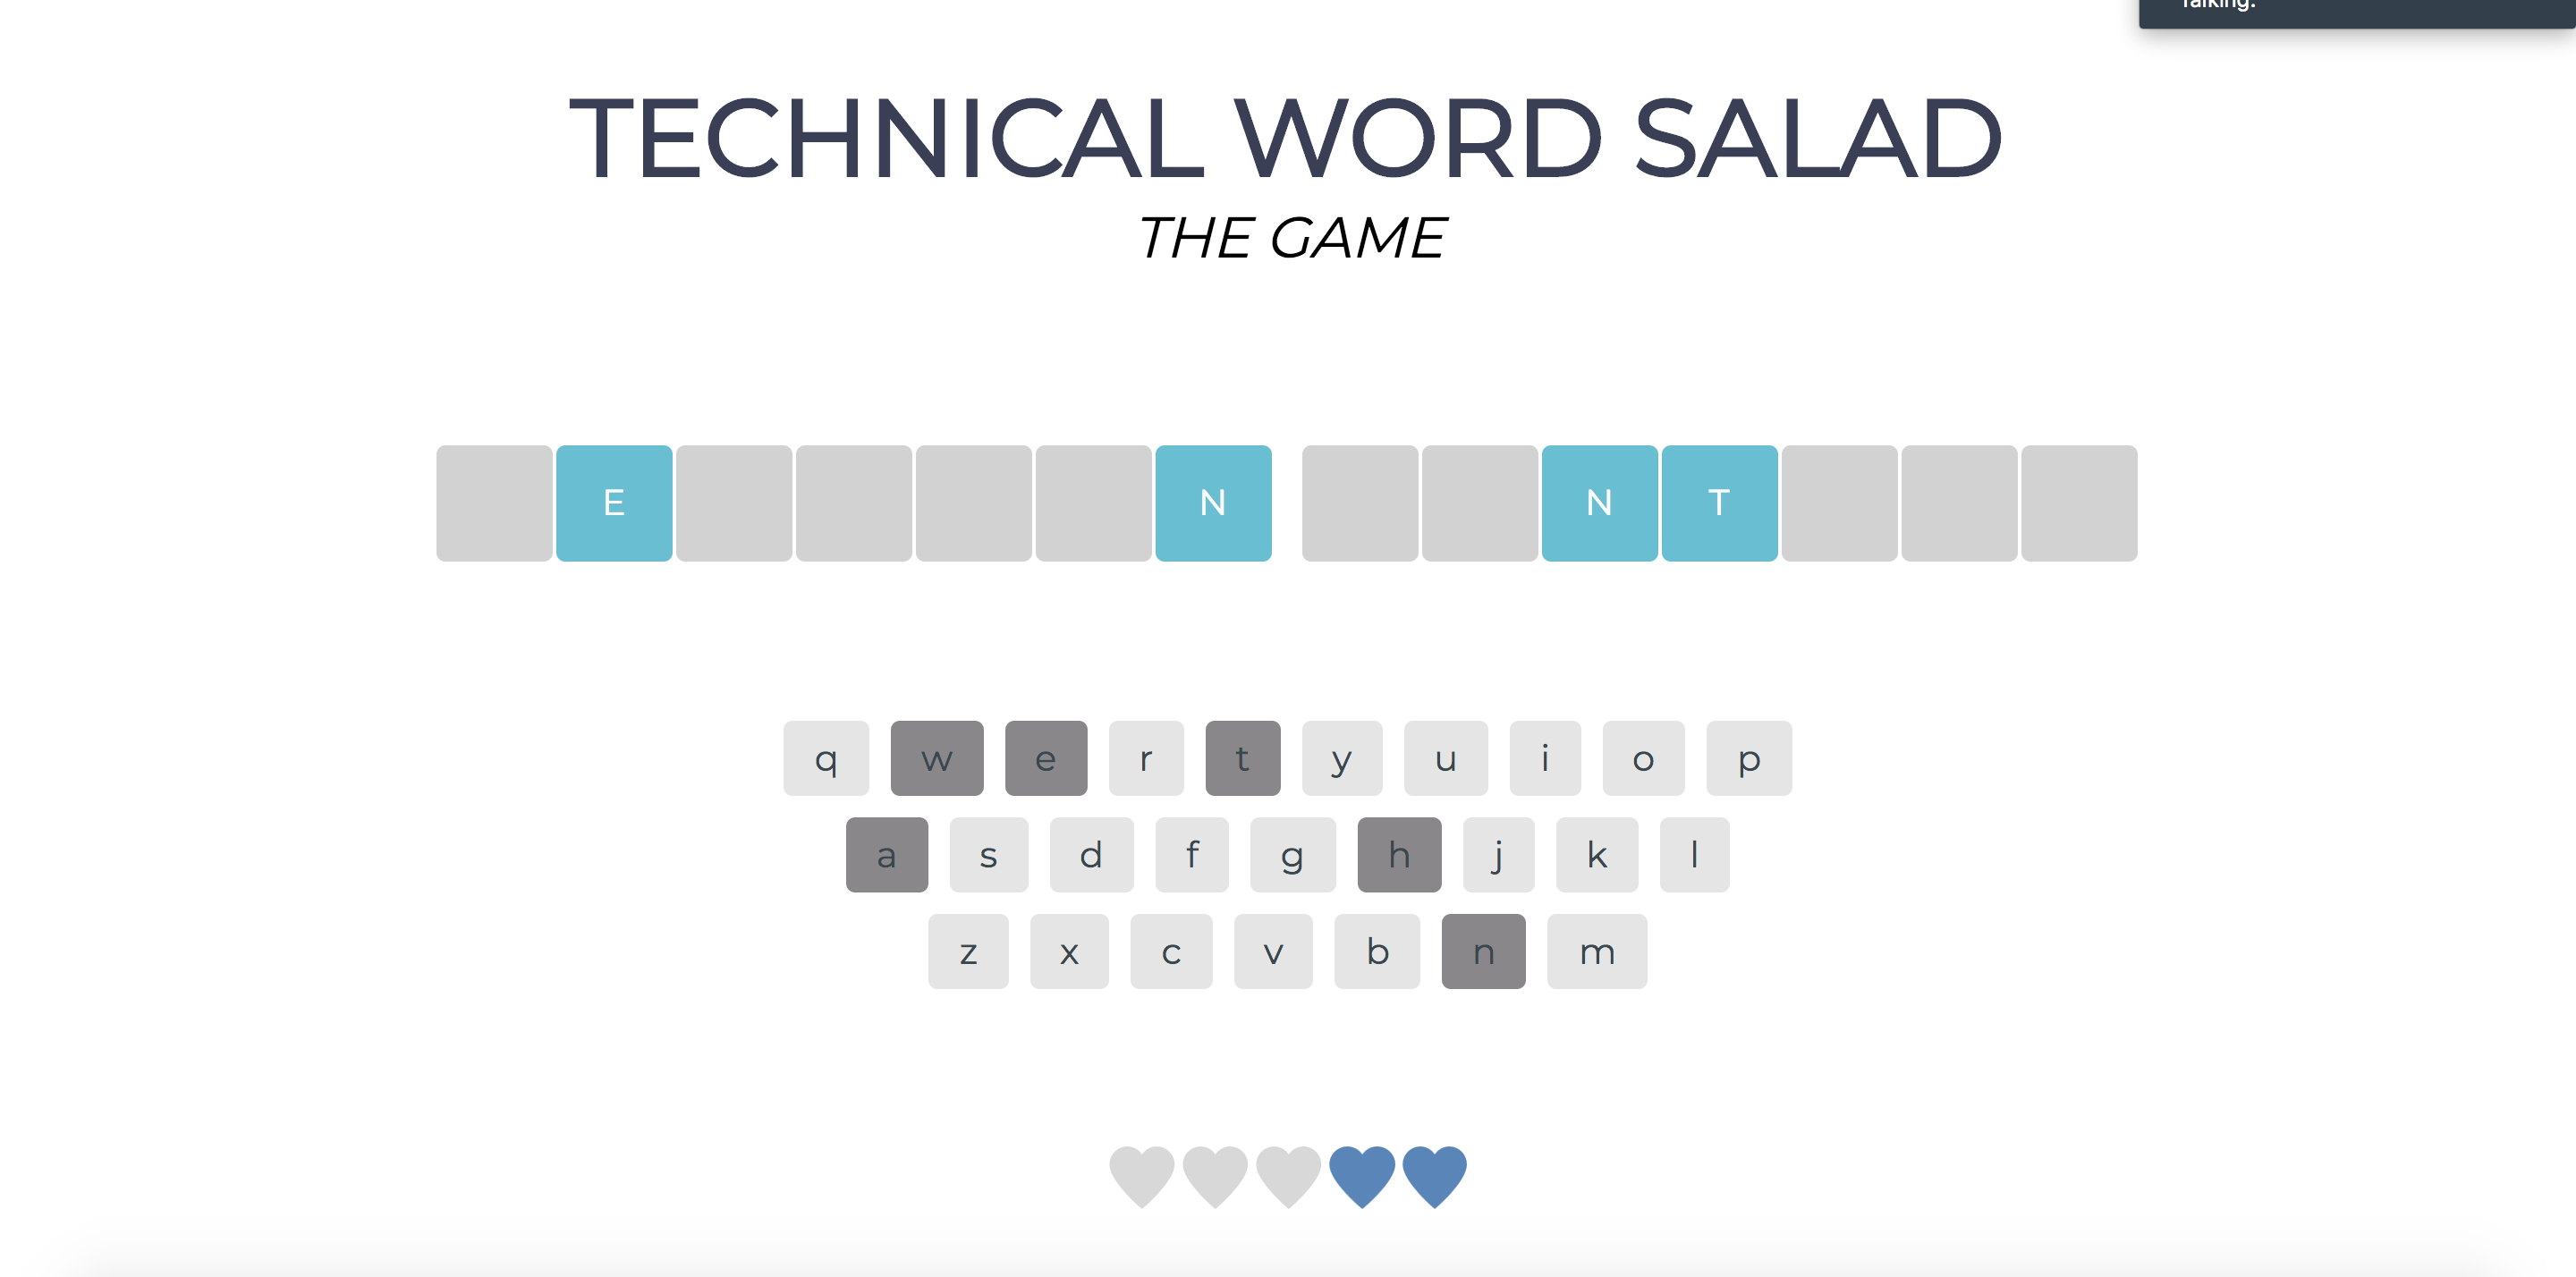 Talking.
TECHNICAL WORD SALAD
THE GAME
E N N T
q w e r t y u i o p
a s d f g h j k l
z x c v b n m